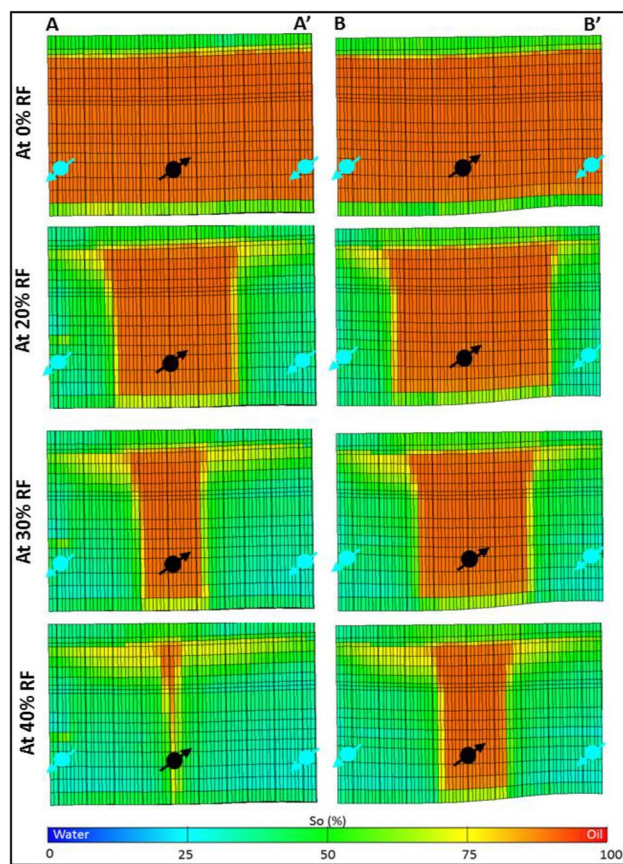 A A’ B B’
At 0% RF
At 20% RF
At 30% RF
At 40% RF
So (%)
Water Oil
0 25 50 75 100